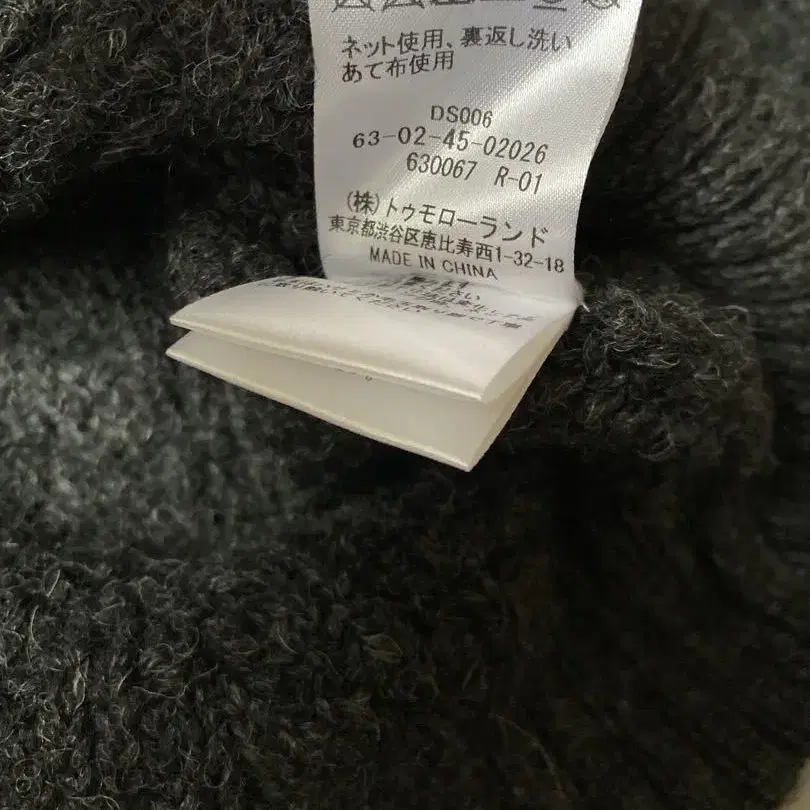 ネット使用、裏返し洗い
あて布使用
DS006
63-02-45-02026
630067 R-01
(株)トゥモローランド
東京都渋谷区恵比寿西1-32-18
MADE IN CHINA